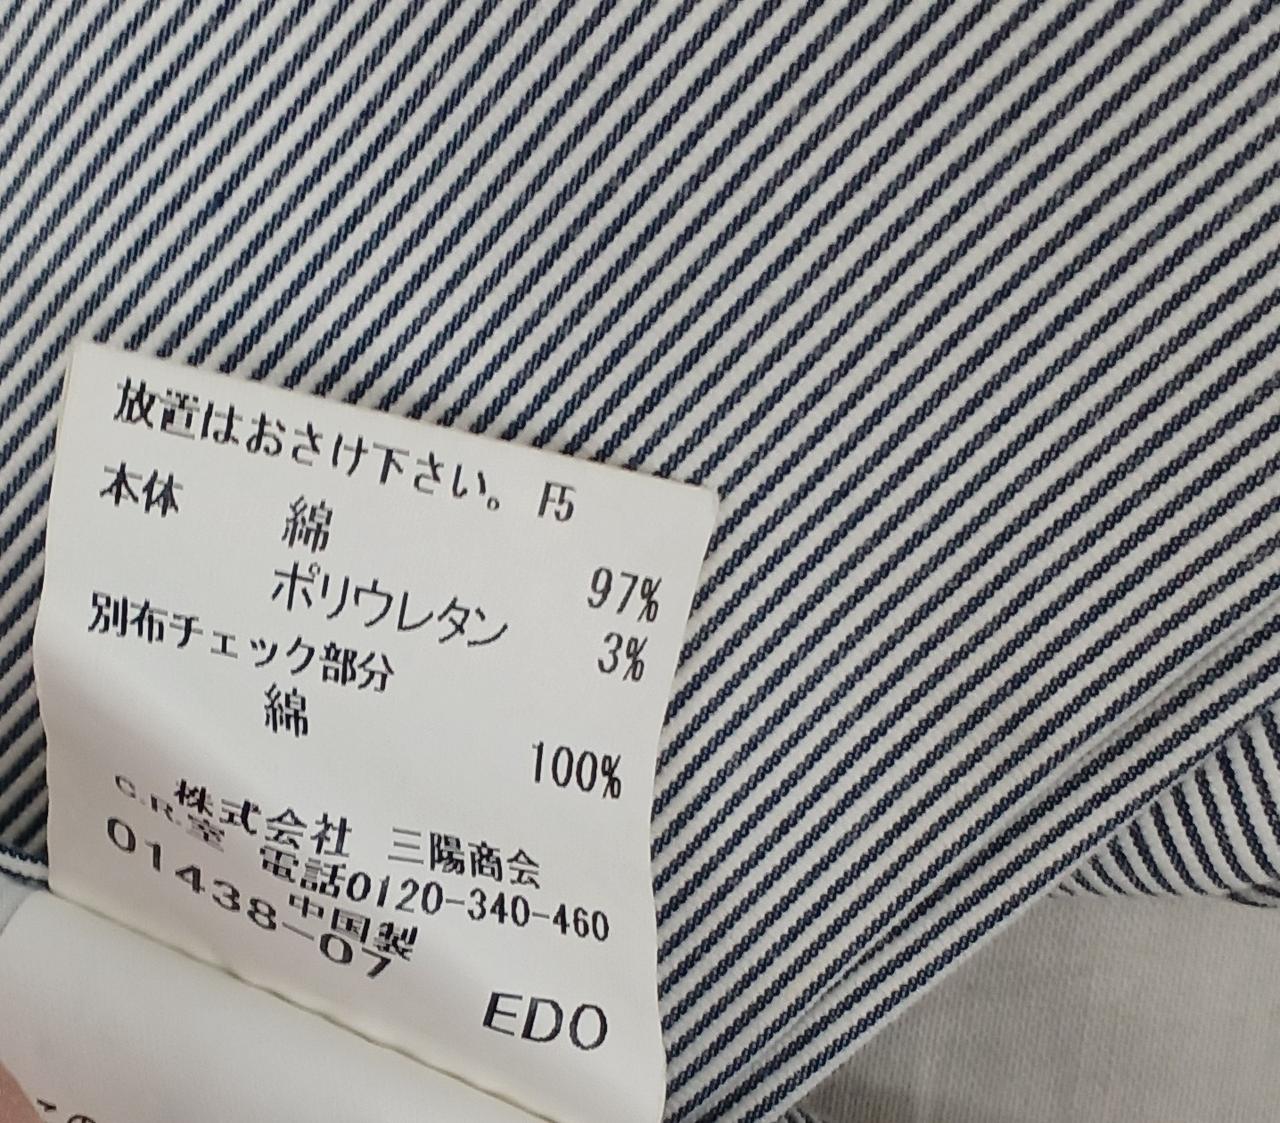 放置はおさけ下さい。 F5
本体 綿 97%
ポリウレタン 3%
別布チェック部分
綿 100%
株式会社 三陽商会
C.R.室 電話0120-340-460
中国製
01438-07
EDO